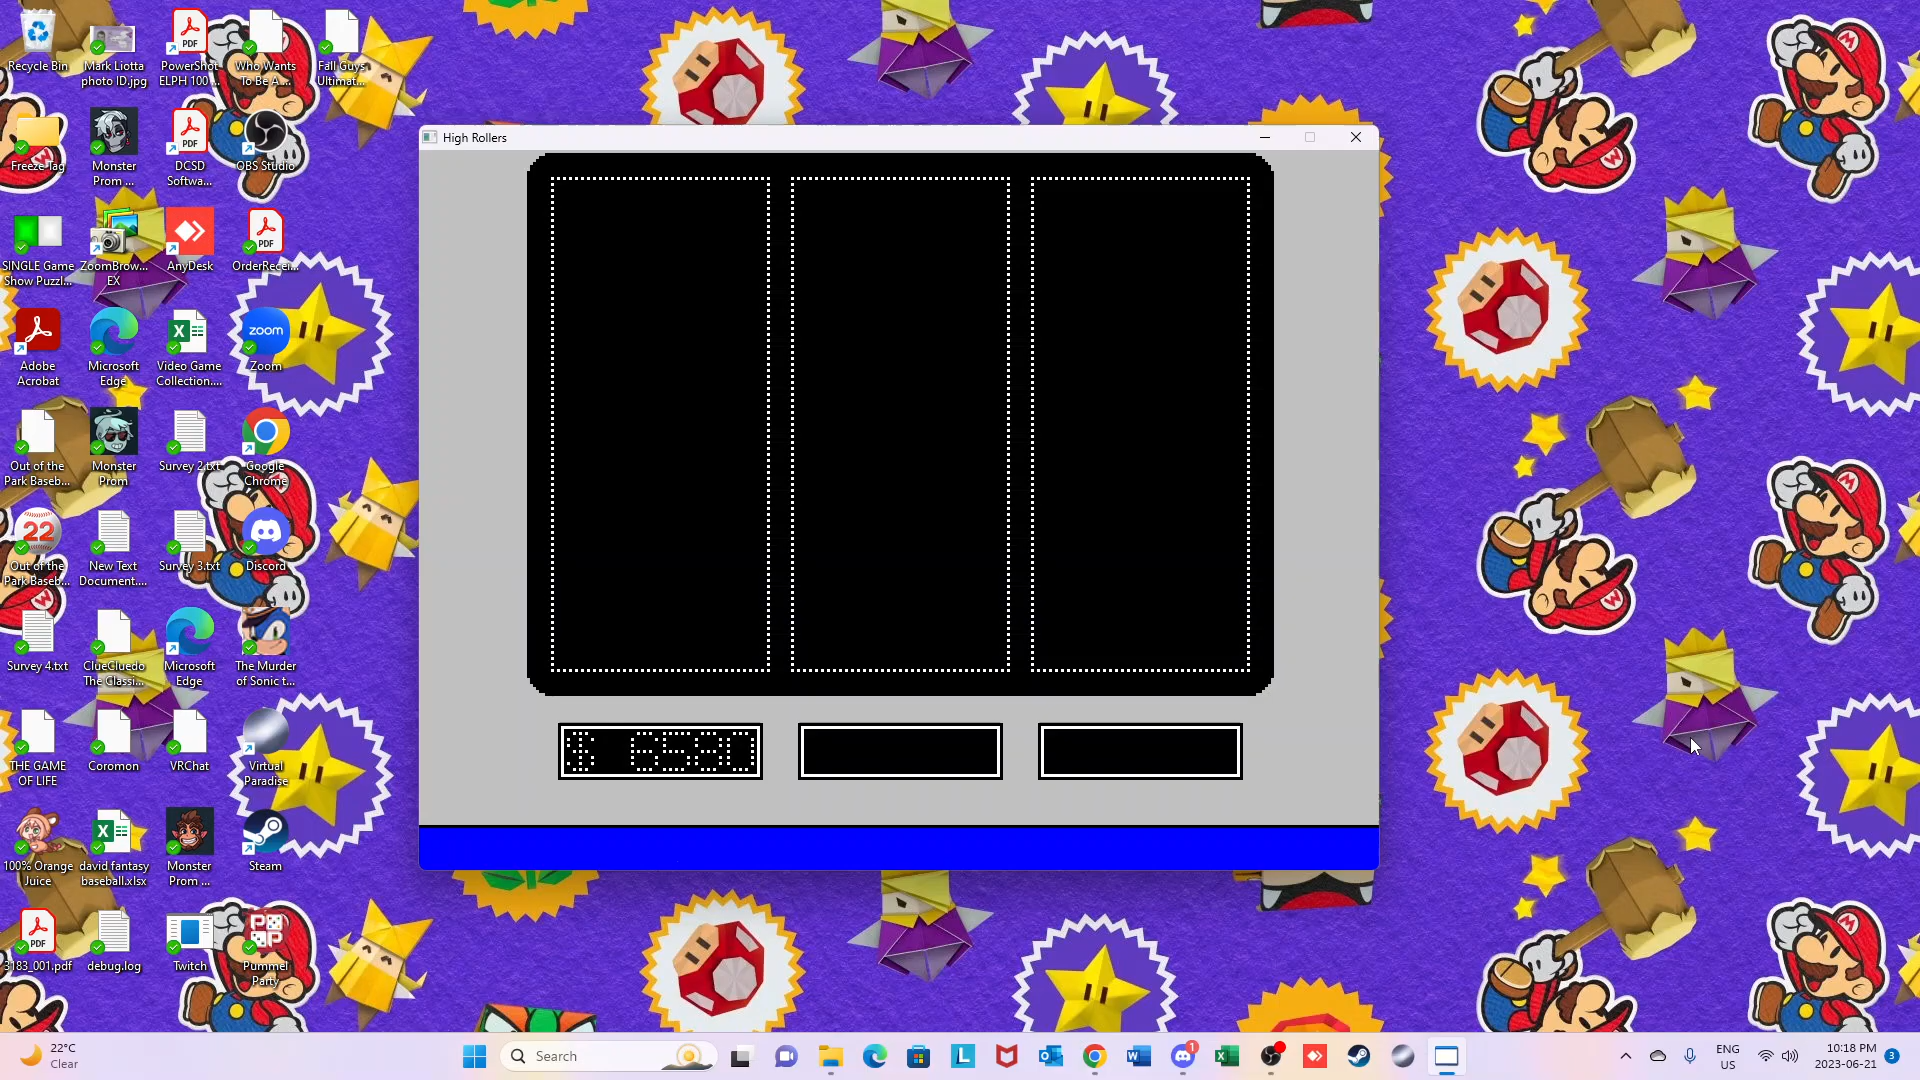 Recycle Bin
Mark Liotta
photo ID.jpg
PowerShot
ELPH 100 ...
Who Wants
To Be A ...
Fall Guys
Ultimat...
Freeze Tag
Monster
Prom ...
DCSD
Softwa...
OBS Studio
SINGLE Game
Show Puzzl...
ZoomBrow...
EX
AnyDesk
OrderRecei...
Adobe
Acrobat
Microsoft
Edge
Video Game
Collection....
Zoom
zoom
Out of the
Park Baseb...
Monster
Prom
Survey 2.txt
Google
Chrome
22
Out of the
Park Baseb...
New Text
Document....
Survey 3.txt
Discord
Survey 4.txt
ClueCluedo
The Classi...
Microsoft
Edge
The Murder
of Sonic t...
THE GAME
OF LIFE
Coromon
VRChat
Virtual
Paradise
100% Orange
Juice
david fantasy
baseball.xlsx
Monster
Prom ...
Steam
3183_001.pdf
debug.log
Twitch
Pummel
Party
High Rollers
$ 6580
22°C
Clear
Search
1
ENG
US
10:18 PM
2023-06-21
3